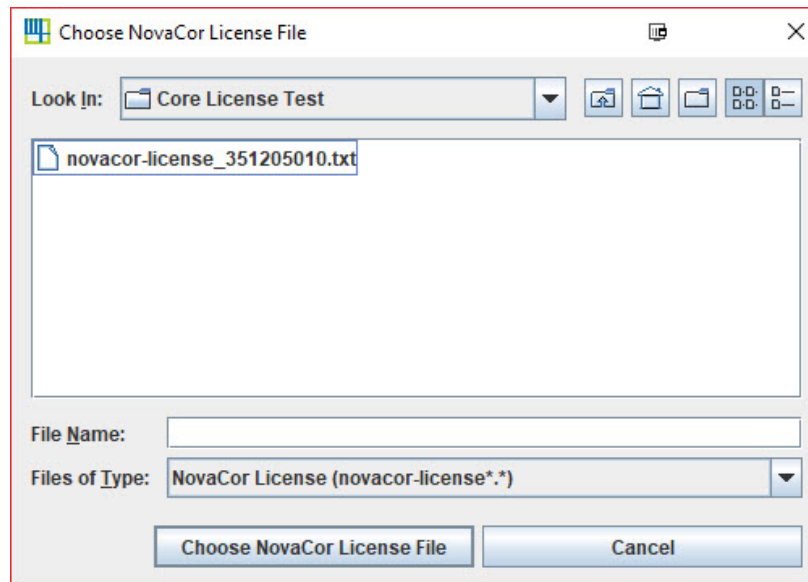 Choose NovaCor License File
Look In: Core License Test
novacor-license_351205010.txt
File Name:
Files of Type: NovaCor License (novacor-license*.*)
Choose NovaCor License File Cancel